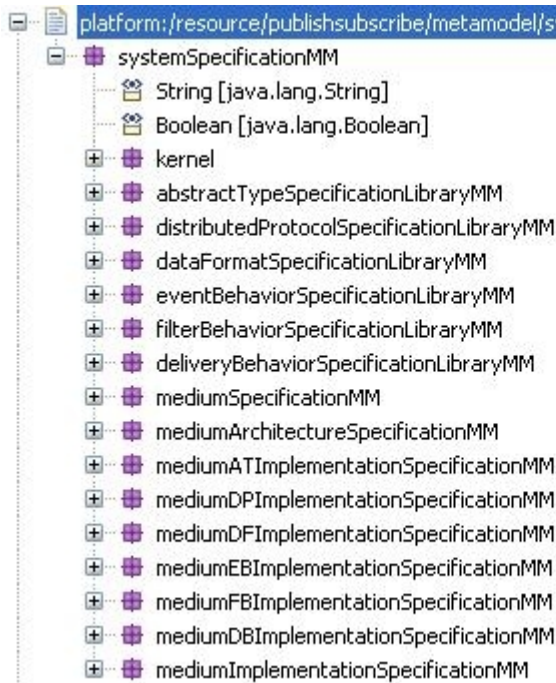 platform:/resource/publishsubscribe/metamodel/s
systemSpecificationMM
String [java.lang.String]
Boolean [java.lang.Boolean]
kernel
abstractTypeSpecificationLibraryMM
distributedProtocolSpecificationLibraryMM
dataFormatSpecificationLibraryMM
eventBehaviorSpecificationLibraryMM
filterBehaviorSpecificationLibraryMM
deliveryBehaviorSpecificationLibraryMM
mediumSpecificationMM
mediumArchitectureSpecificationMM
mediumATImplementationSpecificationMM
mediumDPImplementationSpecificationMM
mediumDFImplementationSpecificationMM
mediumEBImplementationSpecificationMM
mediumFBImplementationSpecificationMM
mediumDBImplementationSpecificationMM
mediumImplementationSpecificationMM